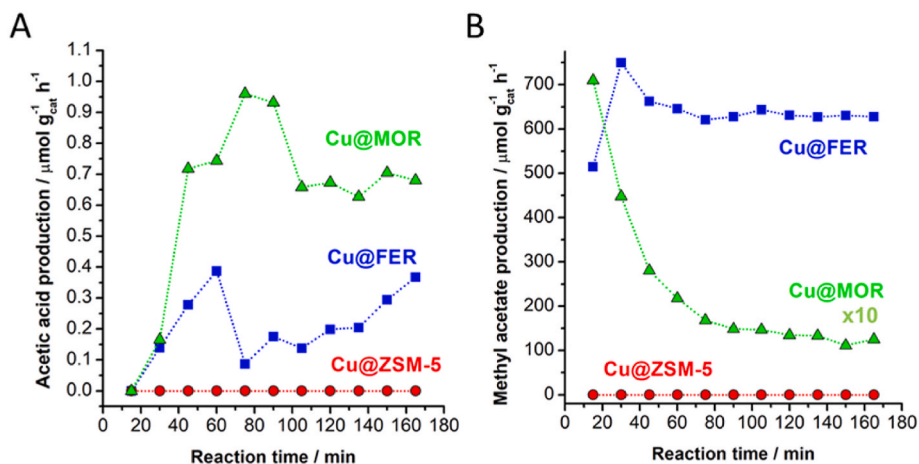 A
Acetic acid production / μmol g⁻¹cat h⁻¹
1.1
1.0
0.9
0.8
0.7
0.6
0.5
0.4
0.3
0.2
0.1
0.0
Cu@MOR
Cu@FER
Cu@ZSM-5
0 20 40 60 80 100 120 140 160 180
Reaction time / min
B
Methyl acetate production / μmol g⁻¹cat h⁻¹
700
600
500
400
300
200
100
0
Cu@FER
Cu@MOR
x10
Cu@ZSM-5
0 20 40 60 80 100 120 140 160 180
Reaction time / min